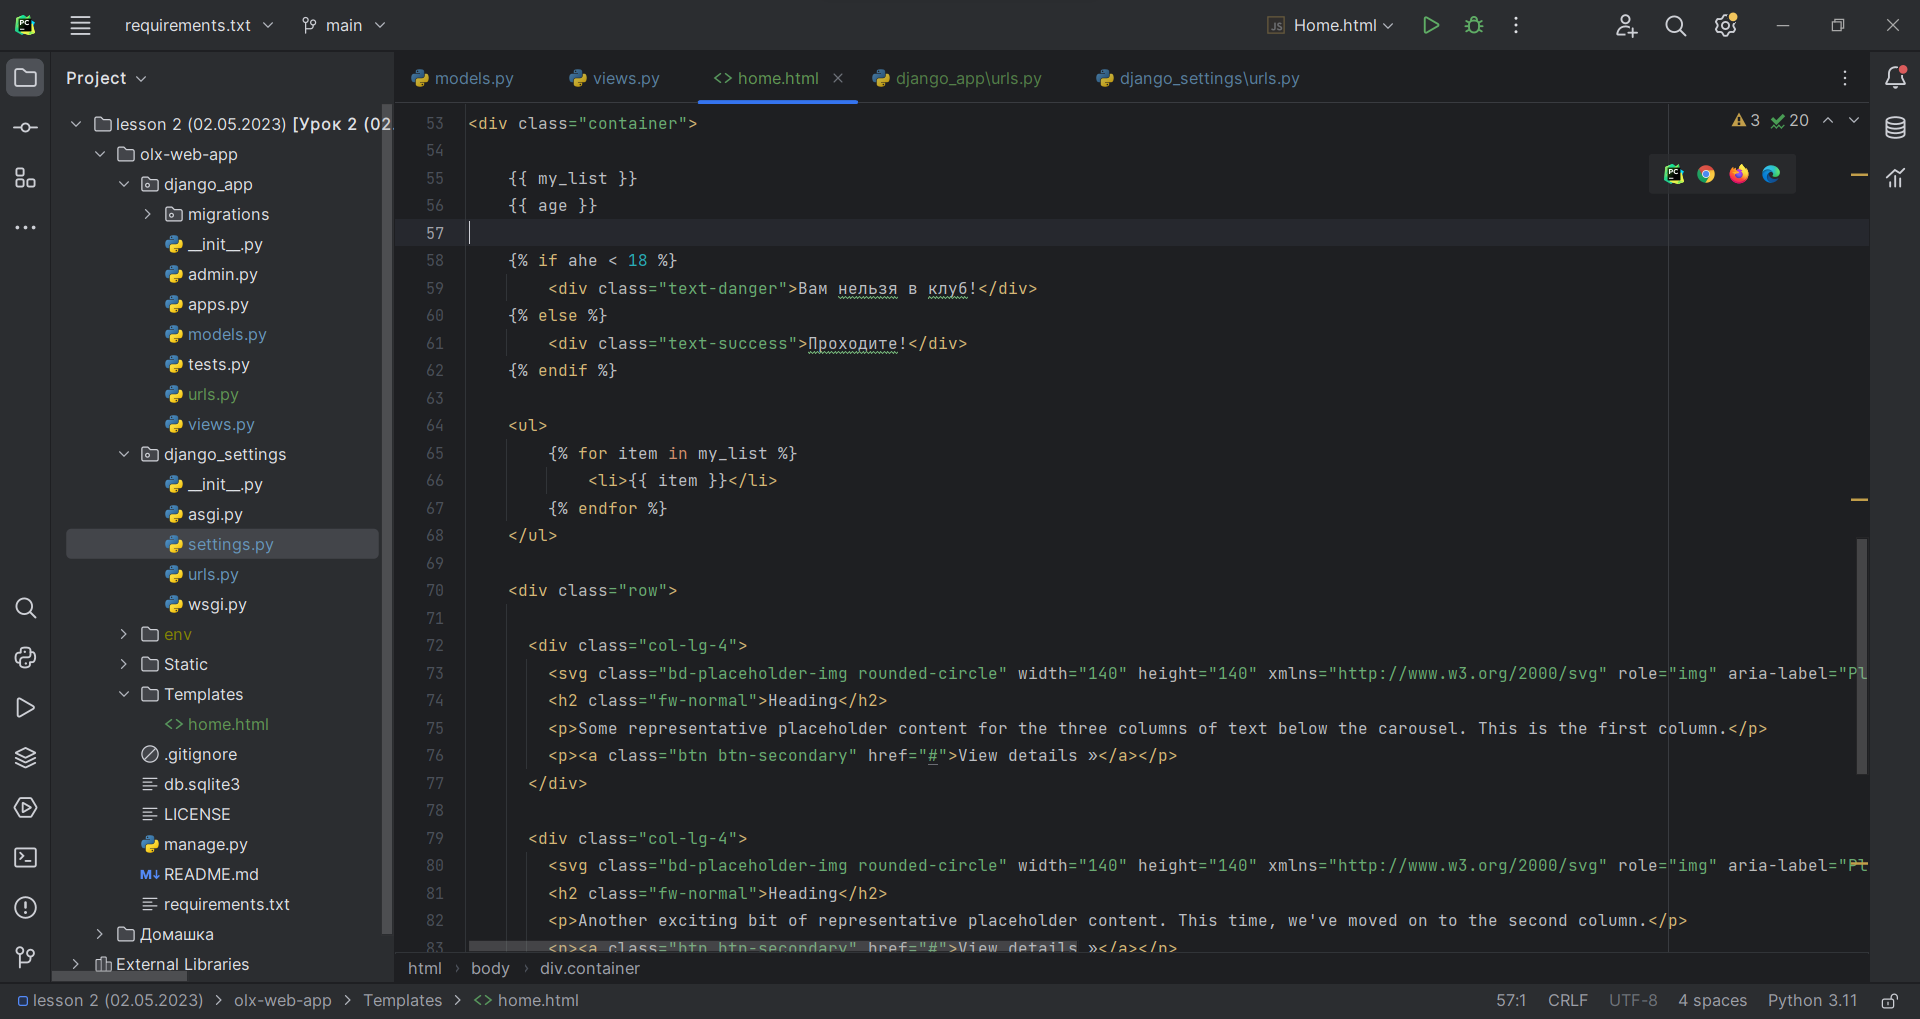 requirements.txt
main
Home.html
Project
models.py
views.py
home.html
django_app\urls.py
django_settings\urls.py
lesson 2 (02.05.2023) [Урок 2 (02
olx-web-app
django_app
migrations
__init__.py
admin.py
apps.py
models.py
tests.py
urls.py
views.py
django_settings
__init__.py
asgi.py
settings.py
urls.py
wsgi.py
env
Static
Templates
home.html
.gitignore
db.sqlite3
LICENSE
manage.py
README.md
requirements.txt
Домашка
External Libraries
3 20
53 <div class="container">
54
55 {{ my_list }}
56 {{ age }}
57
58 {% if ahe < 18 %}
59 <div class="text-danger">Вам нельзя в клуб!</div>
60 {% else %}
61 <div class="text-success">Проходите!</div>
62 {% endif %}
63
64 <ul>
65 {% for item in my_list %}
66 <li>{{ item }}</li>
67 {% endfor %}
68 </ul>
69
70 <div class="row">
71
72 <div class="col-lg-4">
73 <svg class="bd-placeholder-img rounded-circle" width="140" height="140" xmlns="http://www.w3.org/2000/svg" role="img" aria-label="Pl
74 <h2 class="fw-normal">Heading</h2>
75 <p>Some representative placeholder content for the three columns of text below the carousel. This is the first column.</p>
76 <p><a class="btn btn-secondary" href="#">View details »</a></p>
77 </div>
78
79 <div class="col-lg-4">
80 <svg class="bd-placeholder-img rounded-circle" width="140" height="140" xmlns="http://www.w3.org/2000/svg" role="img" aria-label="Pl
81 <h2 class="fw-normal">Heading</h2>
82 <p>Another exciting bit of representative placeholder content. This time, we've moved on to the second column.</p>
83 <p><a class="btn btn-secondary" href="#">View details »</a></p>
html › body › div.container
lesson 2 (02.05.2023) > olx-web-app > Templates > <> home.html
57:1 CRLF UTF-8 4 spaces Python 3.11